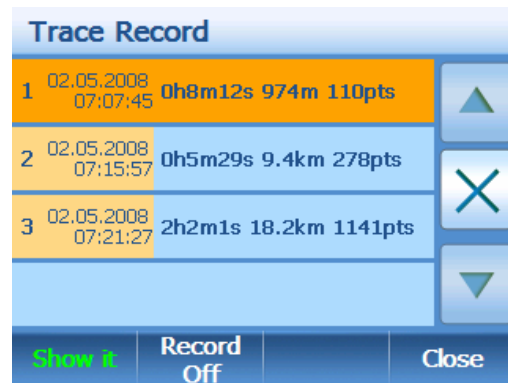 Trace Record
1 02.05.2008 07:07:45 0h8m12s 974m 110pts
2 02.05.2008 07:15:57 0h5m29s 9.4km 278pts
3 02.05.2008 07:21:27 2h2m1s 18.2km 1141pts
Show it
Record
Off
Close